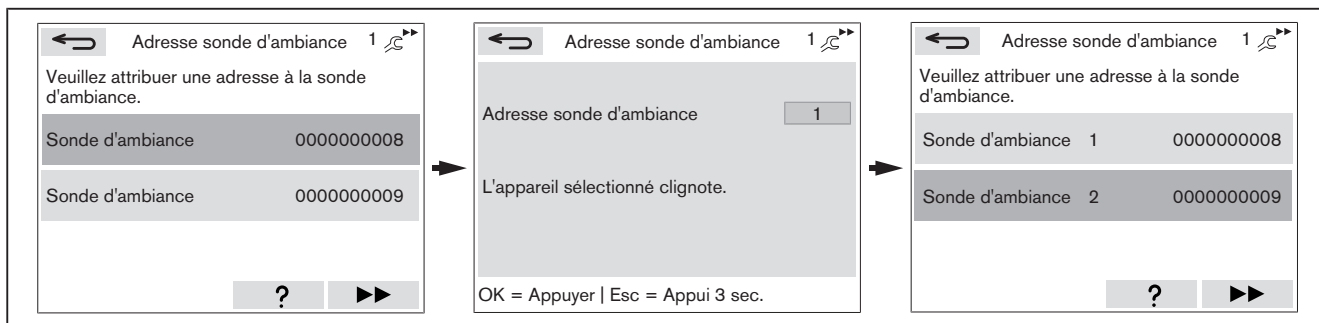 Adresse sonde d'ambiance 1
Veuillez attribuer une adresse à la sonde
d'ambiance.
Sonde d'ambiance 0000000008
Sonde d'ambiance 0000000009
?
Adresse sonde d'ambiance 1
Adresse sonde d'ambiance 1
L'appareil sélectionné clignote.
OK = Appuyer | Esc = Appui 3 sec.
Adresse sonde d'ambiance 1
Veuillez attribuer une adresse à la sonde
d'ambiance.
Sonde d'ambiance 1 0000000008
Sonde d'ambiance 2 0000000009
?